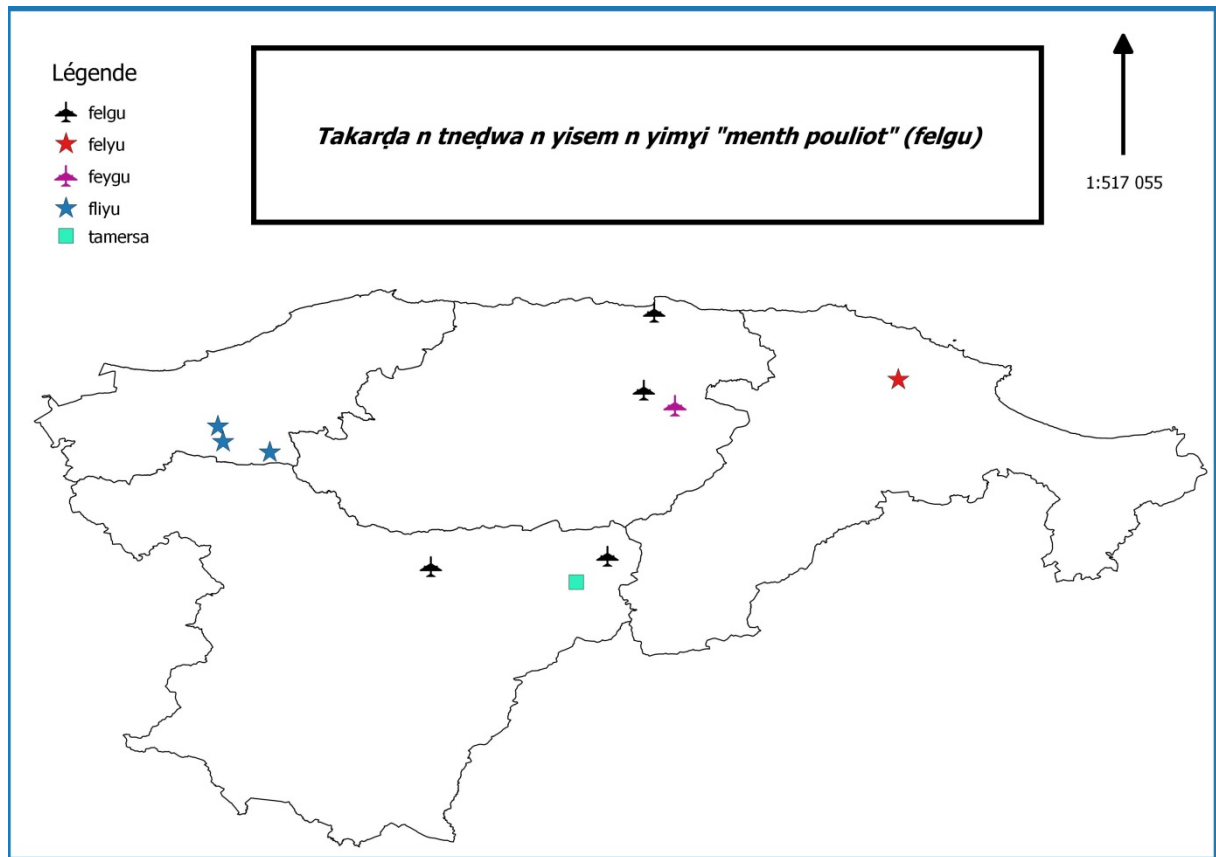 Légende
felgu
felyu
feygu
fliyu
tamersa
Takarḍa n tneḍwa n yisem n yimɣi "menth pouliot" (felgu)
1:517 055